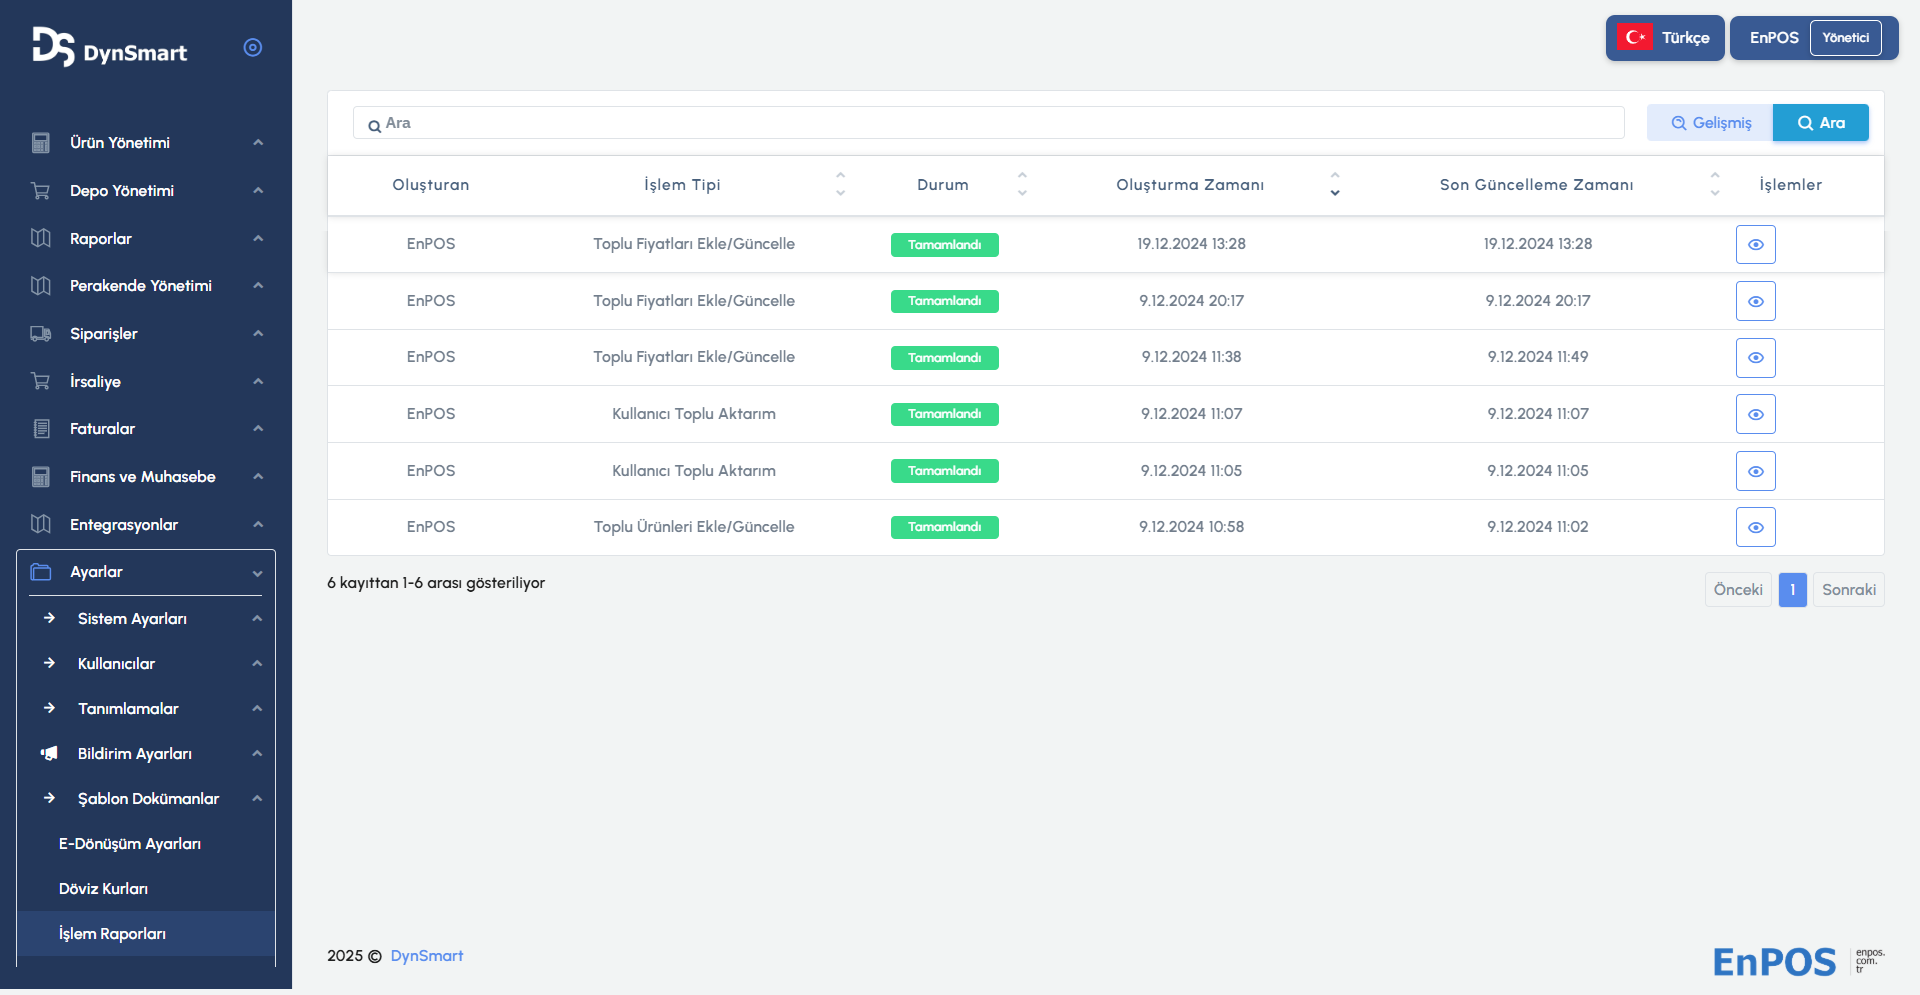 DS DynSmart
Türkçe
EnPOS Yönetici
Ürün Yönetimi
Depo Yönetimi
Raporlar
Perakende Yönetimi
Siparişler
İrsaliye
Faturalar
Finans ve Muhasebe
Entegrasyonlar
Ayarlar
Sistem Ayarları
Kullanıcılar
Tanımlamalar
Bildirim Ayarları
Şablon Dokümanlar
E-Dönüşüm Ayarları
Döviz Kurları
İşlem Raporları
Ara
Gelişmiş
Ara
Oluşturan İşlem Tipi Durum Oluşturma Zamanı Son Güncelleme Zamanı İşlemler
EnPOS Toplu Fiyatları Ekle/Güncelle Tamamlandı 19.12.2024 13:28 19.12.2024 13:28
EnPOS Toplu Fiyatları Ekle/Güncelle Tamamlandı 9.12.2024 20:17 9.12.2024 20:17
EnPOS Toplu Fiyatları Ekle/Güncelle Tamamlandı 9.12.2024 11:38 9.12.2024 11:49
EnPOS Kullanıcı Toplu Aktarım Tamamlandı 9.12.2024 11:07 9.12.2024 11:07
EnPOS Kullanıcı Toplu Aktarım Tamamlandı 9.12.2024 11:05 9.12.2024 11:05
EnPOS Toplu Ürünleri Ekle/Güncelle Tamamlandı 9.12.2024 10:58 9.12.2024 11:02
6 kayıttan 1-6 arası gösteriliyor
Önceki 1 Sonraki
2025 © DynSmart
EnPOS
enpos.
com.
tr